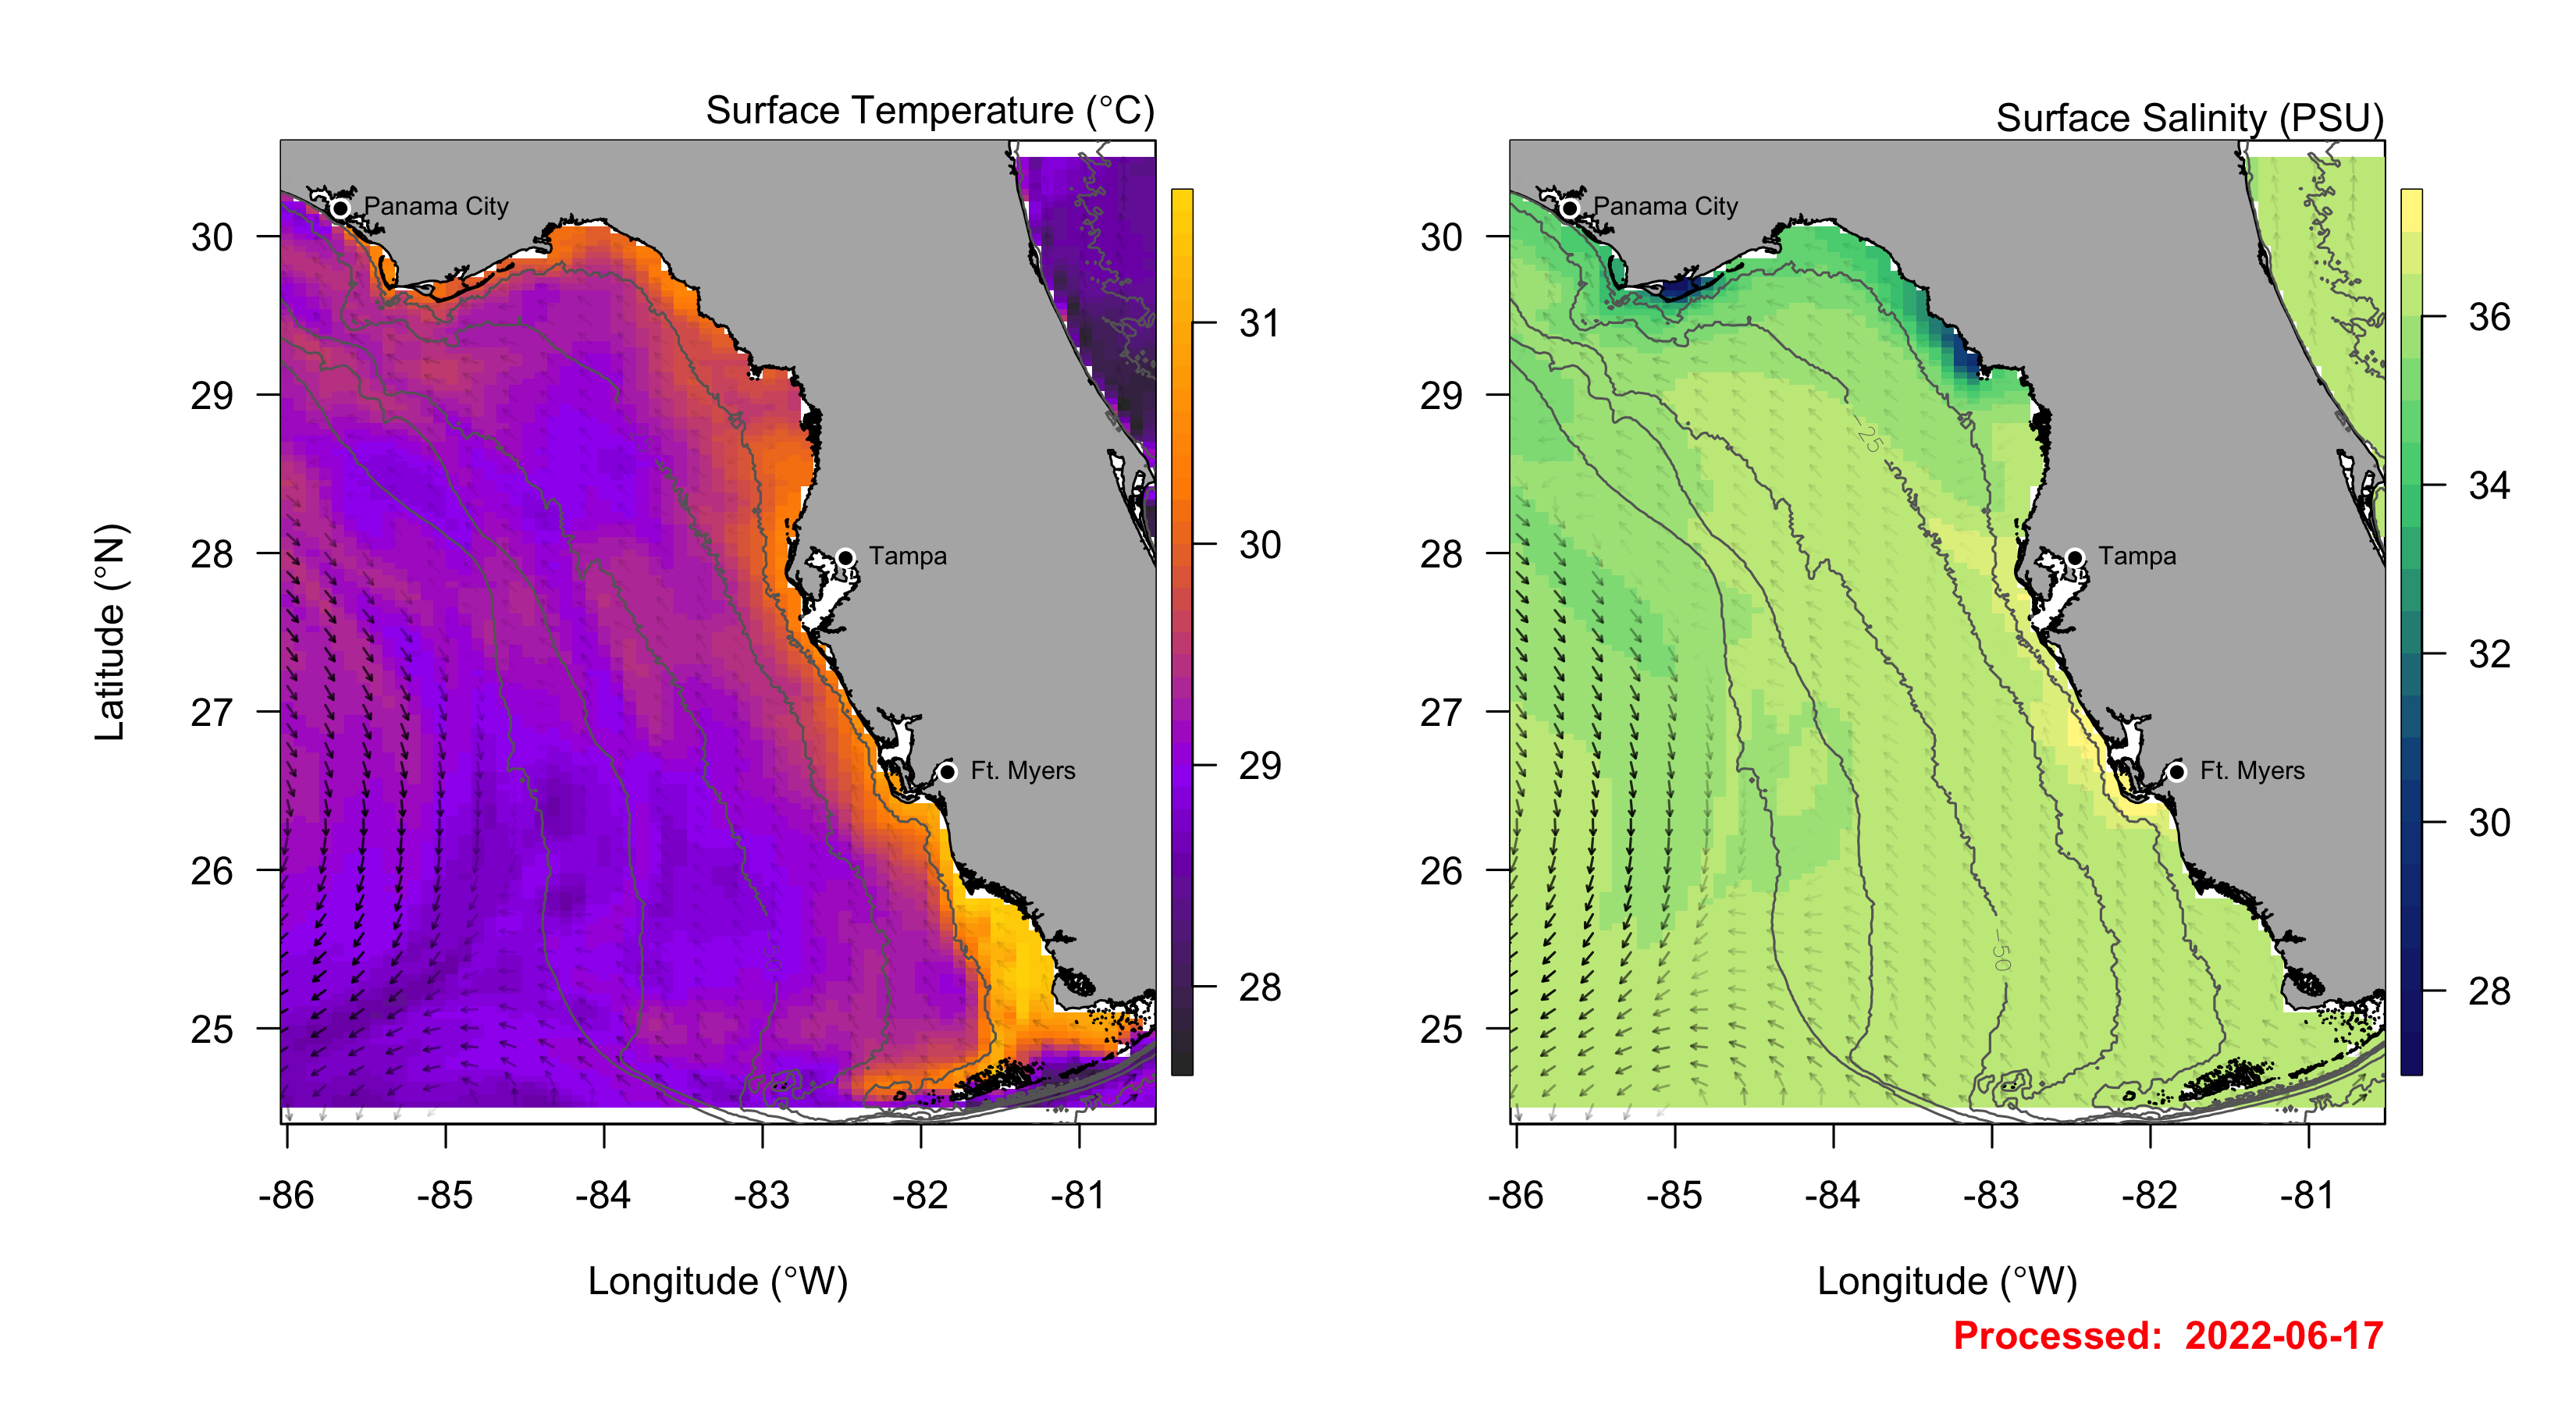 Surface Temperature (°C)
Panama City
Tampa
Ft. Myers
Latitude (°N)
30
29
28
27
26
25
-86 -85 -84 -83 -82 -81
Longitude (°W)
31
30
29
28
Surface Salinity (PSU)
Panama City
Tampa
Ft. Myers
−25
−50
30
29
28
27
26
25
-86 -85 -84 -83 -82 -81
Longitude (°W)
36
34
32
30
28
Processed: 2022-06-17